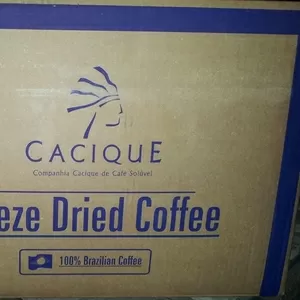 CACIQUE
Companhia Cacique de Café Solúvel
eze Dried Coffee
100% Brazilian Coffee